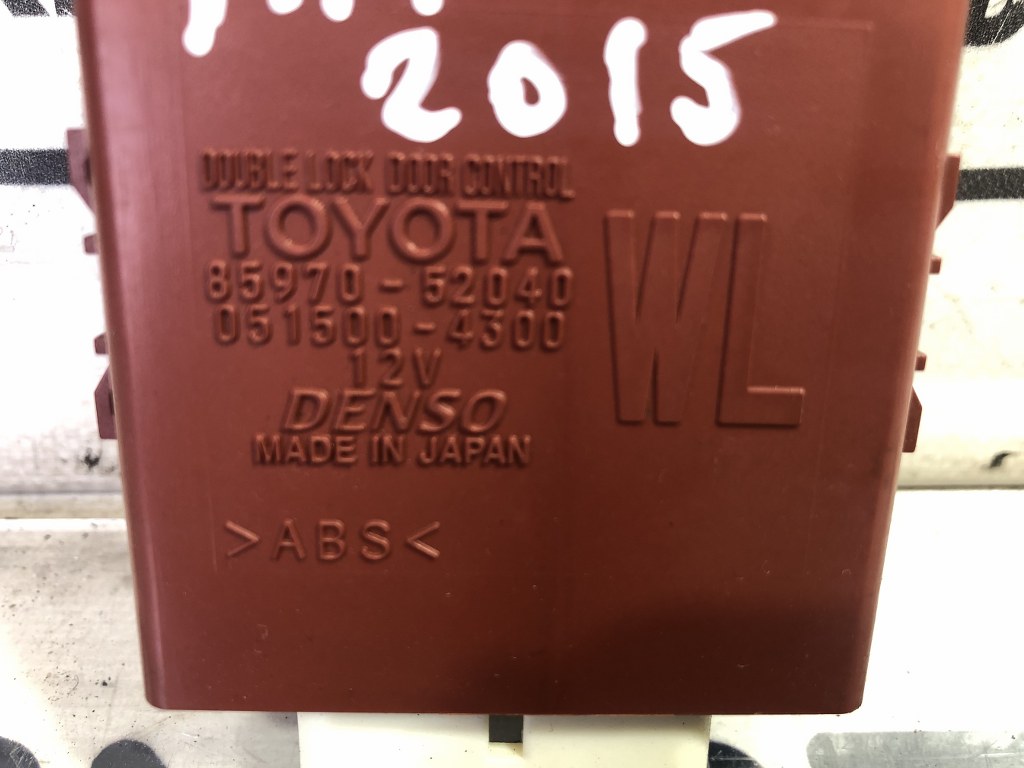 2015
DOUBLE LOCK DOOR CONTROL
TOYOTA
85970-52040
051500-4300
12V
DENSO
MADE IN JAPAN
WL
>ABS<